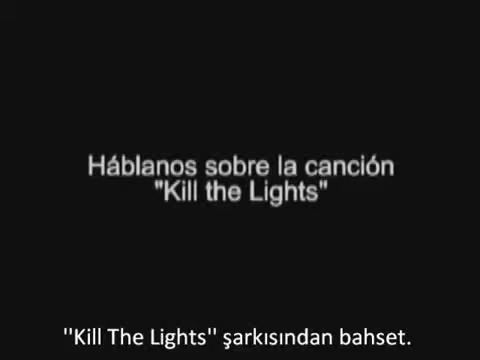 Háblanos sobre la canción
"Kill the Lights"
''Kill The Lights'' şarkısından bahset.